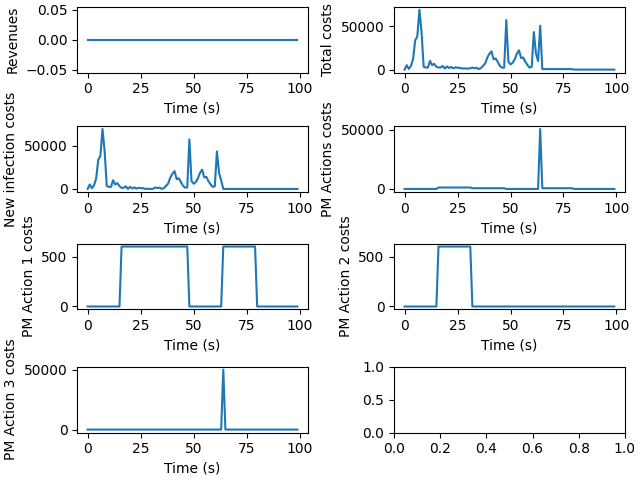 Revenues
0.05
0.00
−0.05
0 25 50 75 100
Time (s)
Total costs
50000
0
0 25 50 75 100
Time (s)
New infection costs
50000
0
0 25 50 75 100
Time (s)
PM Actions costs
50000
0
0 25 50 75 100
Time (s)
PM Action 1 costs
500
0
0 25 50 75 100
Time (s)
PM Action 2 costs
500
0
0 25 50 75 100
Time (s)
PM Action 3 costs
50000
0
0 25 50 75 100
Time (s)
1.0
0.5
0.0
0.0 0.2 0.4 0.6 0.8 1.0